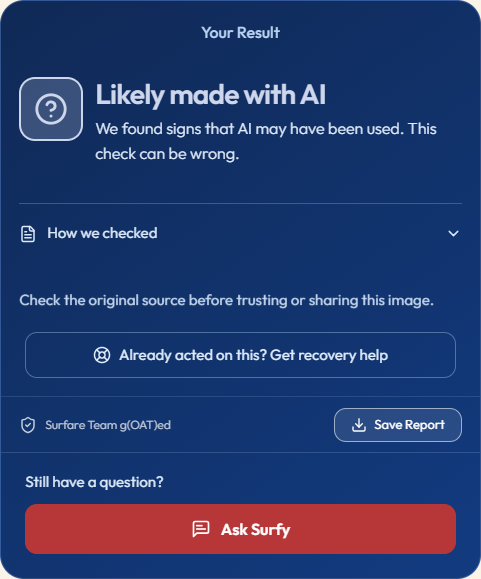 Your Result
Likely made with AI
We found signs that AI may have been used. This
check can be wrong.
How we checked
Check the original source before trusting or sharing this image.
Already acted on this? Get recovery help
Surfare Team g(OAT)ed
Save Report
Still have a question?
Ask Surfy